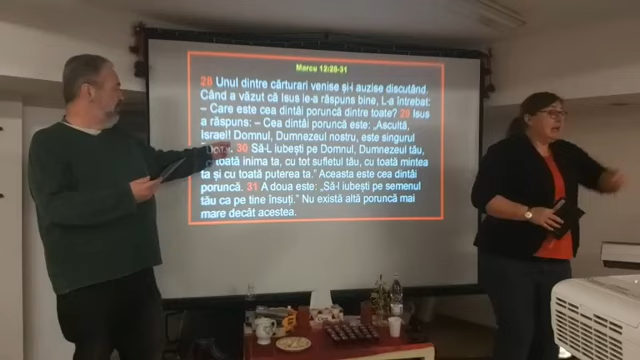 Marcu 12:28-31
28 Unul dintre cărturari venise și-i auzise discutând.
Când a văzut că Isus le-a răspuns bine, L-a întrebat:
– Care este cea dintâi poruncă dintre toate? 29 Isus
a răspuns: – Cea dintâi poruncă este: „Ascultă,
Israel! Domnul, Dumnezeul nostru, este singurul
30 Să-L iubești pe Domnul, Dumnezeul tău,
toată inima ta, cu tot sufletul tău, cu toată mintea
ta și cu toată puterea ta.” Aceasta este cea dintâi
poruncă. 31 A doua este: „Să-l iubești pe semenul
tău ca pe tine însuți.” Nu există altă poruncă mai
mare decât acestea.